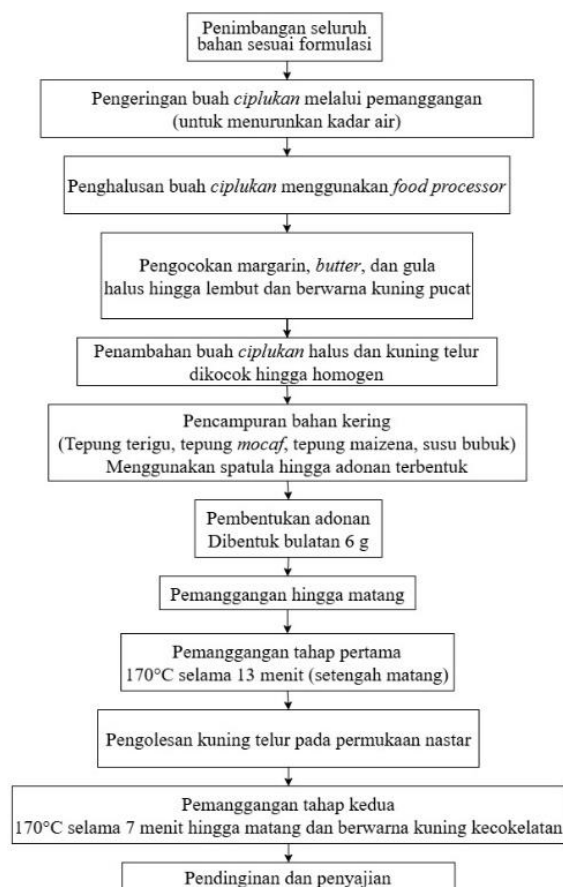 Penimbangan seluruh
bahan sesuai formulasi
Pengeringan buah ciplukan melalui pemanggangan
(untuk menurunkan kadar air)
Penghalusan buah ciplukan menggunakan food processor
Pengocokan margarin, butter, dan gula
halus hingga lembut dan berwarna kuning pucat
Penambahan buah ciplukan halus dan kuning telur
dikocok hingga homogen
Pencampuran bahan kering
(Tepung terigu, tepung mocaf, tepung maizena, susu bubuk)
Menggunakan spatula hingga adonan terbentuk
Pembentukan adonan
Dibentuk bulatan 6 g
Pemanggangan hingga matang
Pemanggangan tahap pertama
170°C selama 13 menit (setengah matang)
Pengolesan kuning telur pada permukaan nastar
Pemanggangan tahap kedua
170°C selama 7 menit hingga matang dan berwarna kuning kecokelatan
Pendinginan dan penyajian